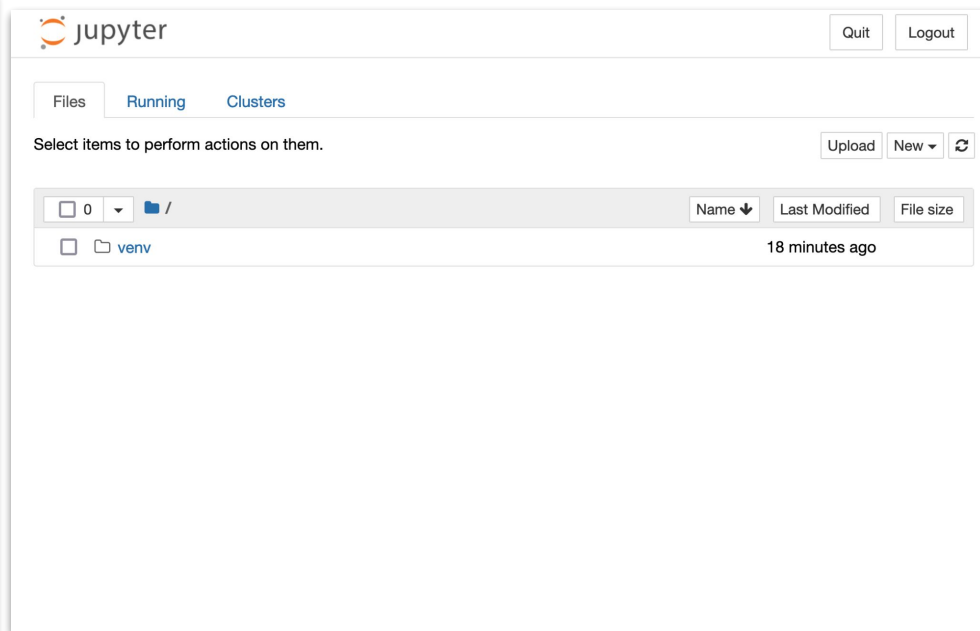 jupyter Quit Logout
Files Running Clusters
Select items to perform actions on them. Upload New
0 / Name Last Modified File size
venv 18 minutes ago